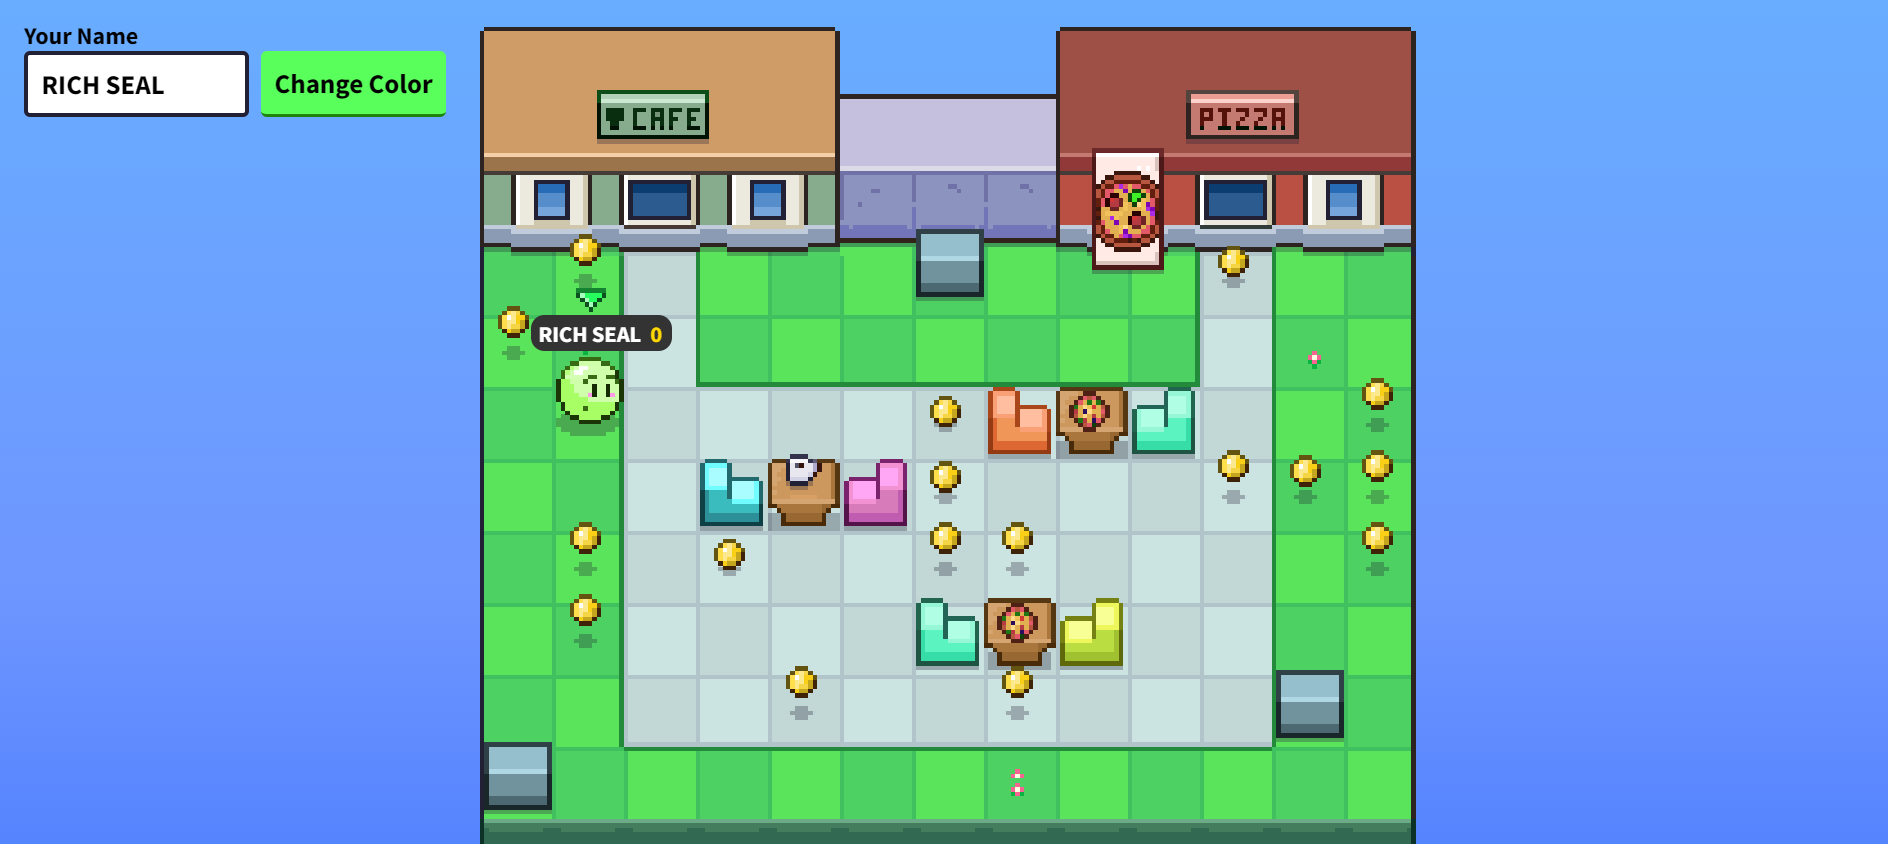 Your Name
RICH SEAL
Change Color
CAFE
PIZZA
RICH SEAL 0